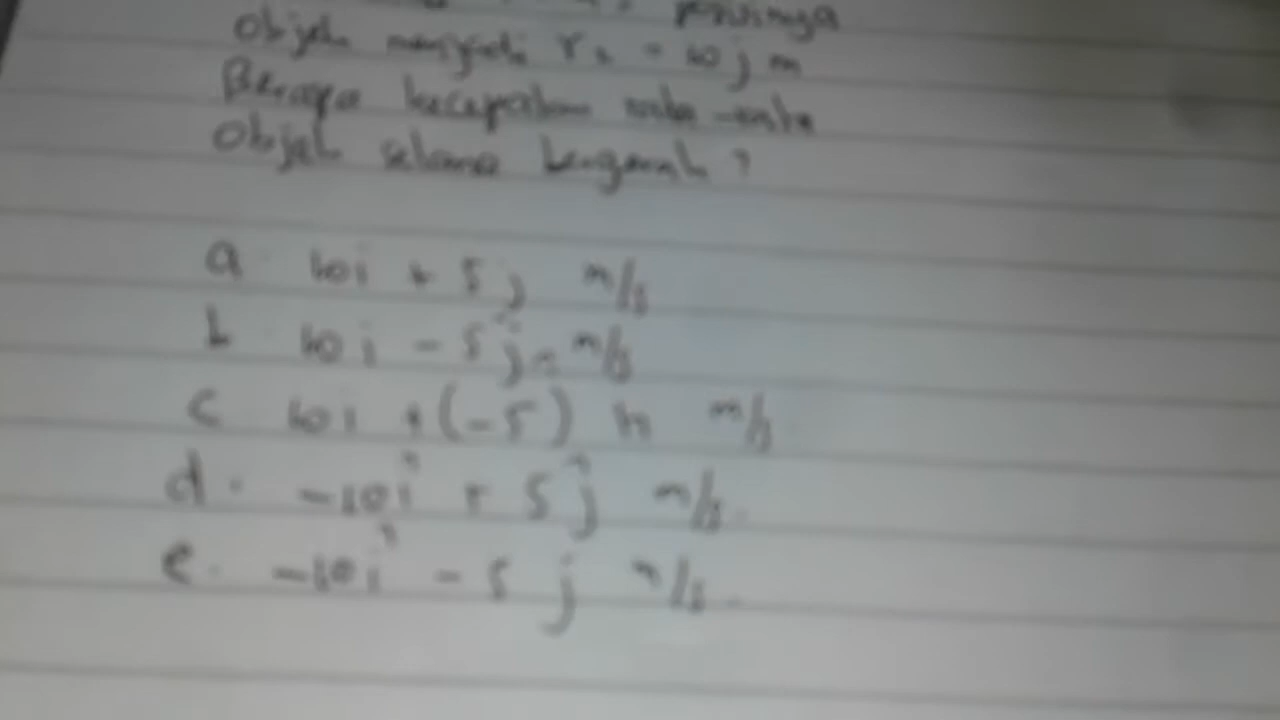 posisinya
Objek menjadi r₂ = 10 j m
Berapa kecepatan rata-rata
Objek selama bergerak ?
a. 10i + 5j m/s
b 10i - 5j m/s
c 10i + (-5) m/s
d. -10i + 5j m/s.
e. -10i - 5j m/s.